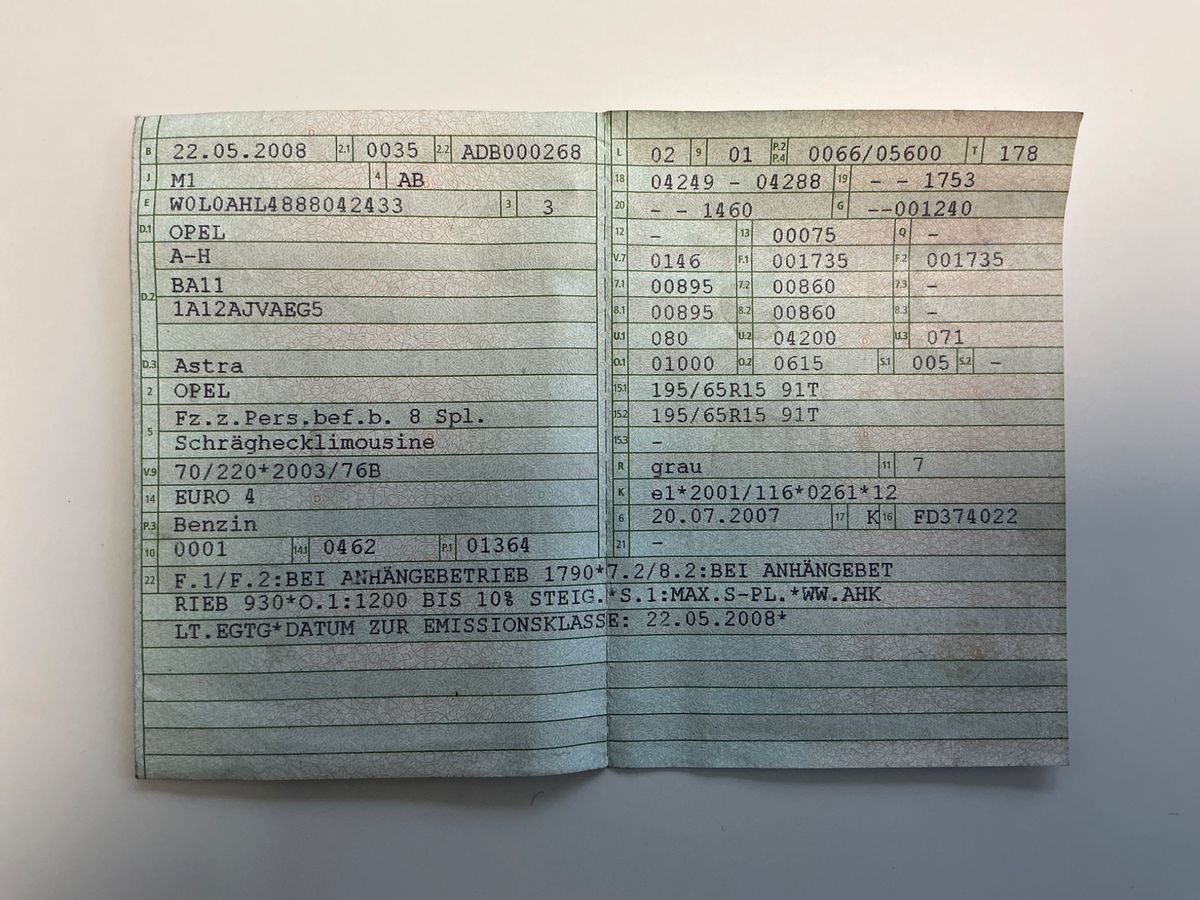 B 22.05.2008 2.1 0035 2.2 ADB000268
J M1 4 AB
E W0L0AHL4888042433 3 3
D.1 OPEL
A-H
D.2 BA11
1A12AJVAEG5
D.3 Astra
2 OPEL
5 Fz.z.Pers.bef.b. 8 Spl.
Schräghecklimousine
V.9 70/220*2003/76B
14 EURO 4
P.3 Benzin
10 0001 14.1 0462 P.1 01364
L 02 9 01 P.2 P.4 0066/05600 T 178
18 04249 - 04288 19 - - 1753
20 - - 1460 G --001240
12 - 13 00075 Q -
V.7 0146 F.1 001735 F.2 001735
7.1 00895 7.2 00860 7.3 -
8.1 00895 8.2 00860 8.3 -
U.1 080 U.2 04200 U.3 071
O.1 01000 O.2 0615 S.1 005 S.2 -
15.1 195/65R15 91T
15.2 195/65R15 91T
15.3 -
R grau 11 7
K e1*2001/116*0261*12
6 20.07.2007 17 K 16 FD374022
21 -
22 F.1/F.2:BEI ANHÄNGEBETRIEB 1790*7.2/8.2:BEI ANHÄNGEBET
RIEB 930*O.1:1200 BIS 10% STEIG.*S.1:MAX.S-PL.*WW.AHK
LT.EGTG*DATUM ZUR EMISSIONSKLASSE: 22.05.2008*